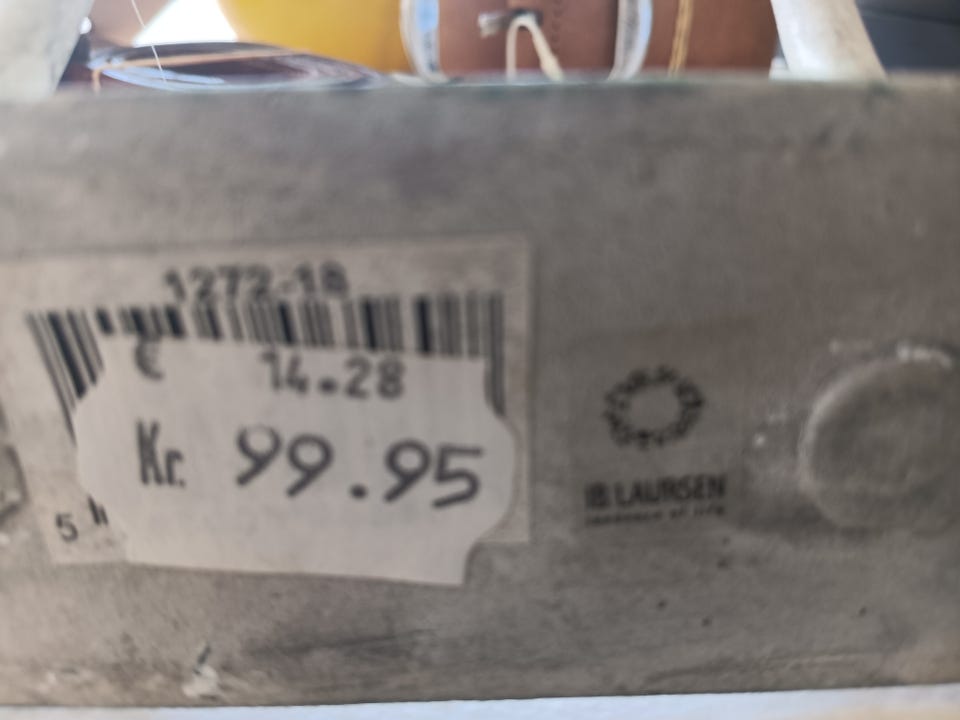 1272-18
€ 14.28
Kr. 99.95
5
IB LAURSEN